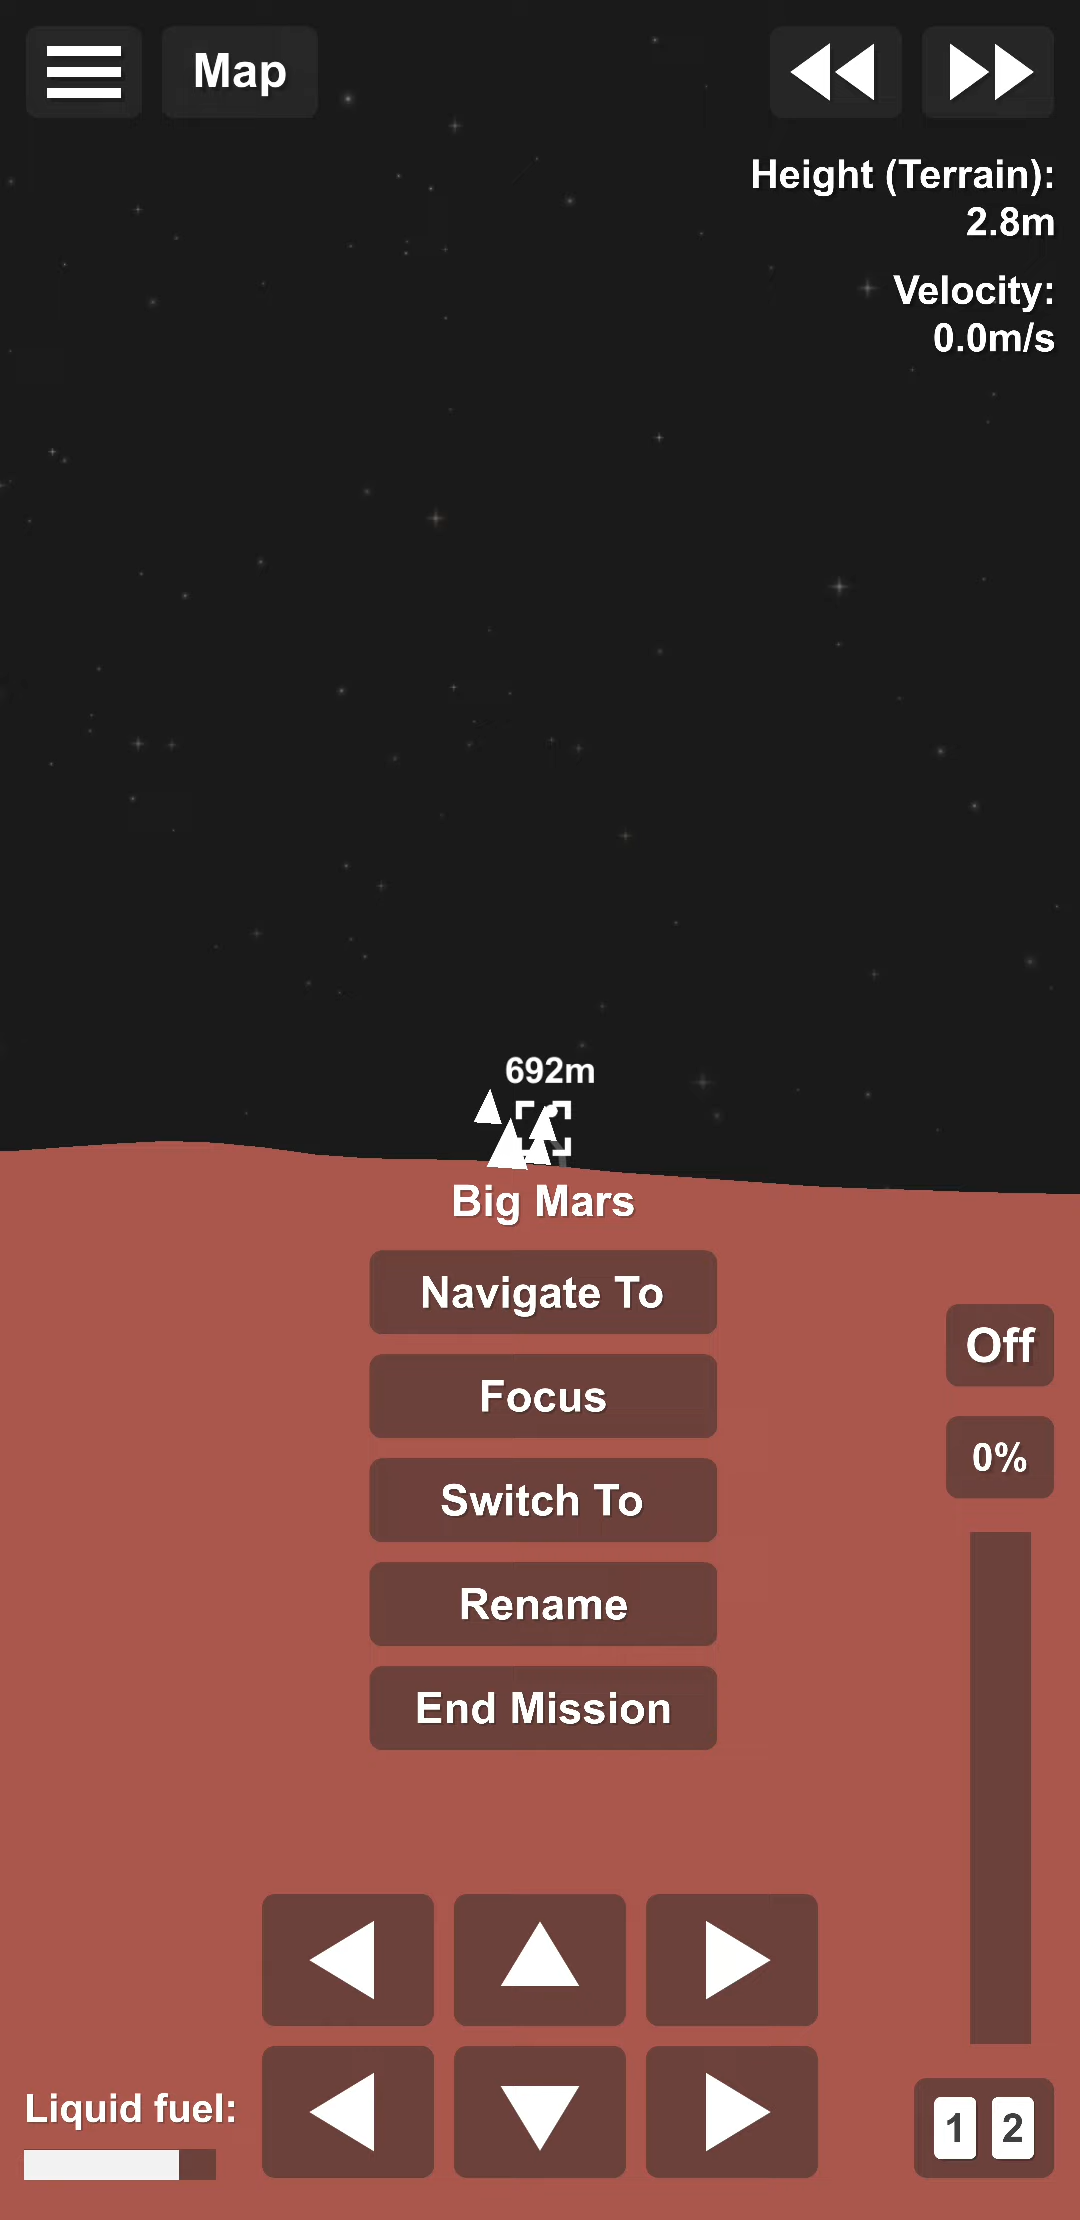 Map
Height (Terrain):
2.8m
Velocity:
0.0m/s
692m
Big Mars
Navigate To
Focus
Switch To
Rename
End Mission
Off
0%
Liquid fuel:
1 2